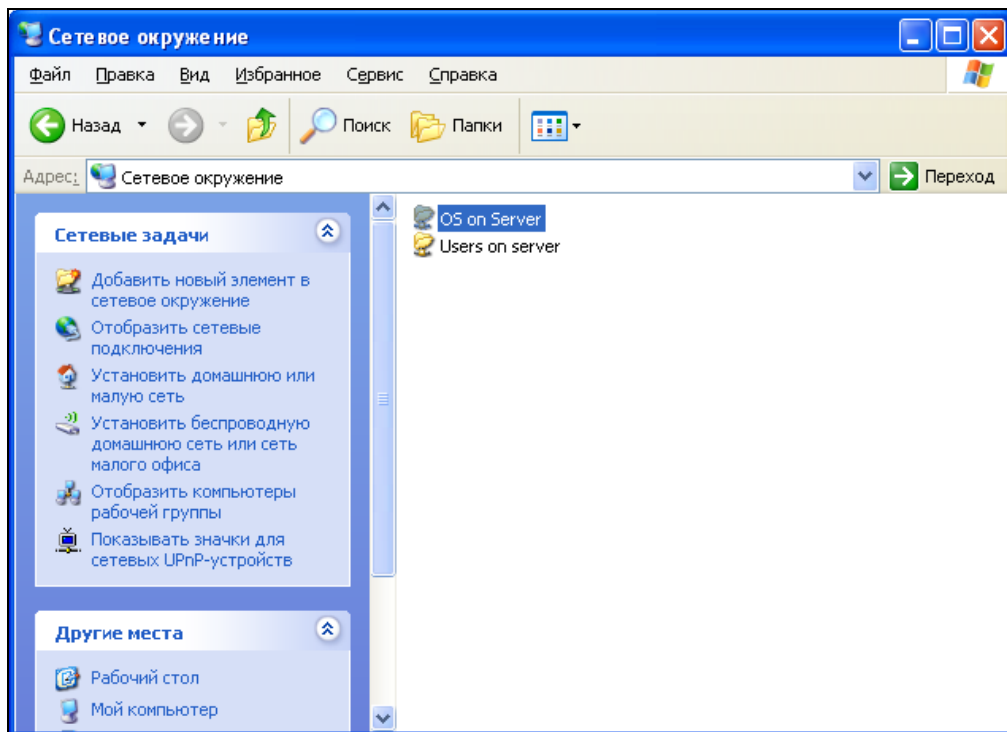 Сетевое окружение
Файл Правка Вид Избранное Сервис Справка
Назад Поиск Папки
Адрес: Сетевое окружение Переход
Сетевые задачи
Добавить новый элемент в
сетевое окружение
Отобразить сетевые
подключения
Установить домашнюю или
малую сеть
Установить беспроводную
домашнюю сеть или сеть
малого офиса
Отобразить компьютеры
рабочей группы
Показывать значки для
сетевых UPnP-устройств
Другие места
Рабочий стол
Мой компьютер
OS on Server
Users on server